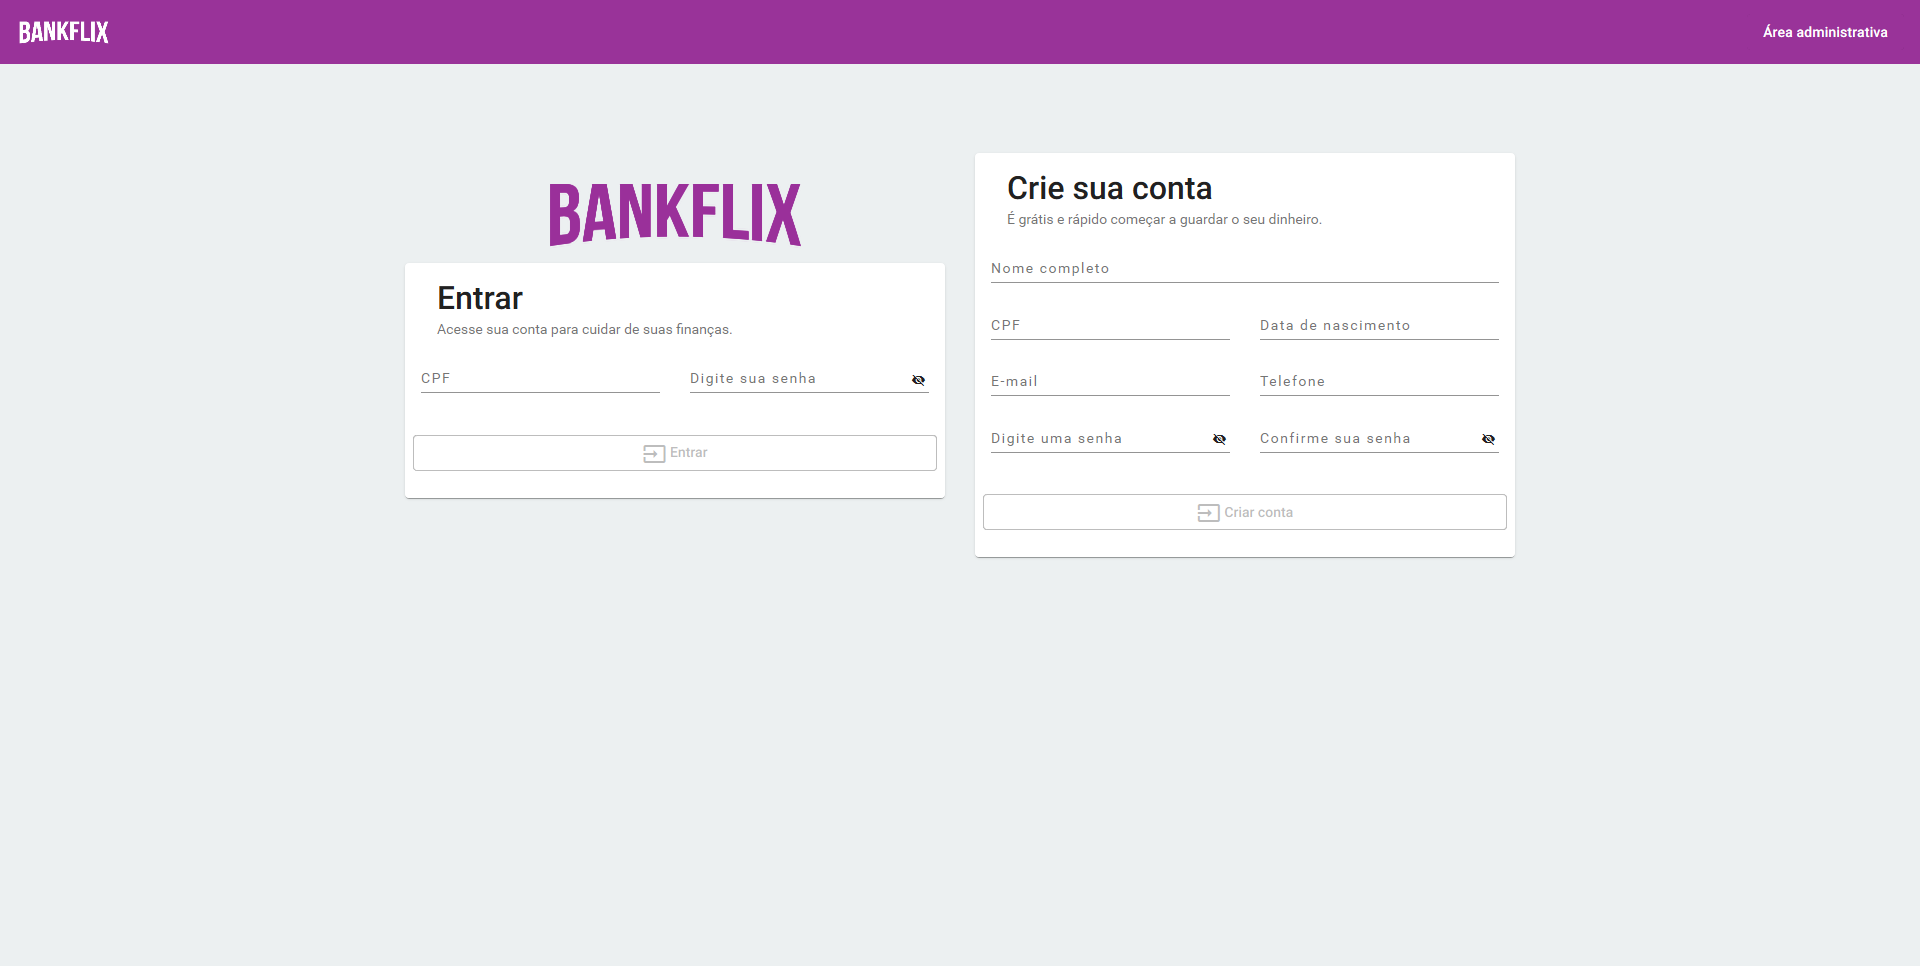 BANKFLIX
Área administrativa
BANKFLIX
Entrar
Acesse sua conta para cuidar de suas finanças.
CPF
Digite sua senha
Entrar
Crie sua conta
É grátis e rápido começar a guardar o seu dinheiro.
Nome completo
CPF
Data de nascimento
E-mail
Telefone
Digite uma senha
Confirme sua senha
Criar conta